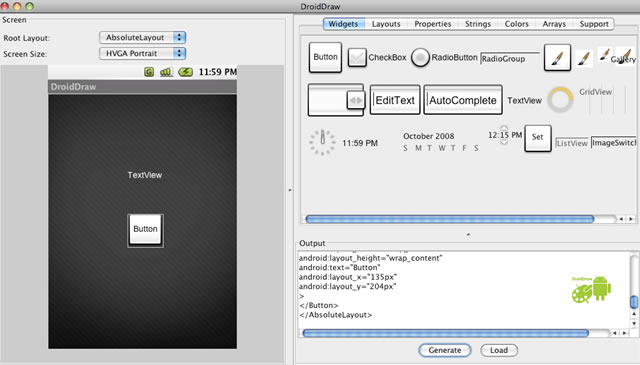 DroidDraw
Screen
Root Layout: AbsoluteLayout
Screen Size: HVGA Portrait
11:59 PM
DroidDraw
TextView
Button
Widgets Layouts Properties Strings Colors Arrays Support
Button CheckBox RadioButton RadioGroup Gallery
EditText AutoComplete TextView GridView
11:59 PM October 2008 12:15 PM Set ListView ImageSwitch
S M T W T F S
Output
android:layout_height="wrap_content"
android:text="Button"
android:layout_x="135px"
android:layout_y="204px"
>
</Button>
</AbsoluteLayout>
DroidDraw
Generate Load